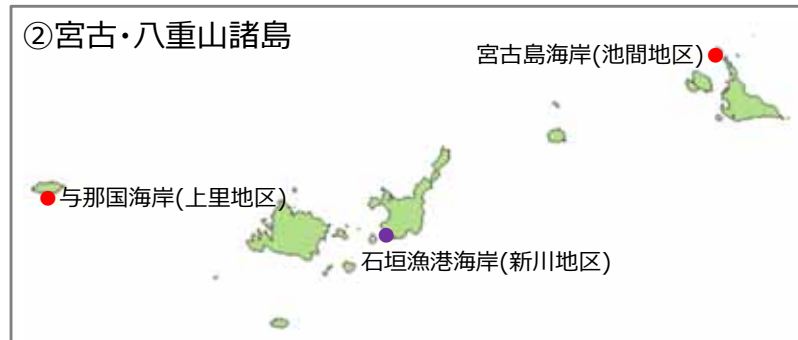 ②宮古・八重山諸島
宮古島海岸(池間地区)
与那国海岸(上里地区)
石垣漁港海岸(新川地区)